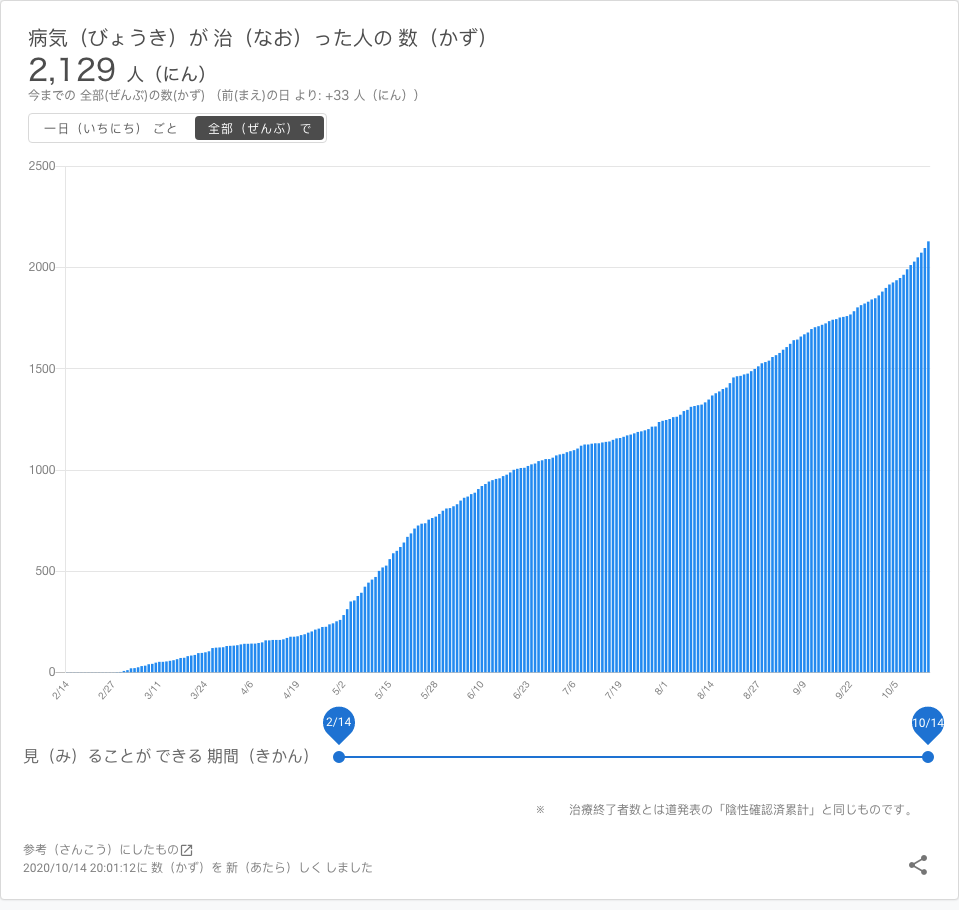 病気（びょうき）が 治（なお）った人の 数（かず）
2,129 人（にん）
今までの 全部(ぜんぶ)の数(かず) （前(まえ)の日 より: +33 人（にん））
一日（いちにち） ごと 全部（ぜんぶ）で
2500
2000
1500
1000
500
0
2/14 2/27 3/11 3/24 4/6 4/19 5/2 5/15 5/28 6/10 6/23 7/6 7/19 8/1 8/14 8/27 9/9 9/22 10/5
2/14 10/14
見（み）ることが できる 期間（きかん）
※ 治療終了者数とは道発表の「陰性確認済累計」と同じものです。
参考（さんこう）にしたもの
2020/10/14 20:01:12に 数（かず）を 新（あたら）しく しました